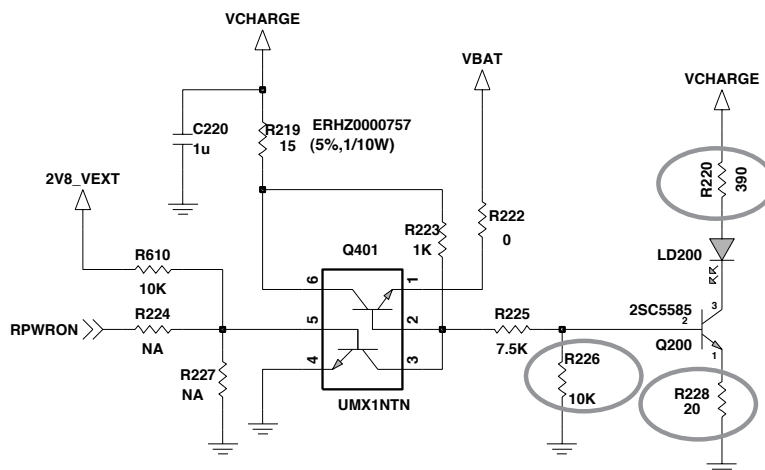 VCHARGE
VBAT
VCHARGE
C220
1u
R219
15
ERHZ0000757
(5%,1/10W)
2V8_VEXT
R220
390
R223
1K
R222
0
Q401
R610
10K
LD200
6
1
2SC5585
3
2
RPWRON
R224
NA
5
2
R225
7.5K
Q200
1
R227
NA
4
3
R226
10K
R228
20
UMX1NTN